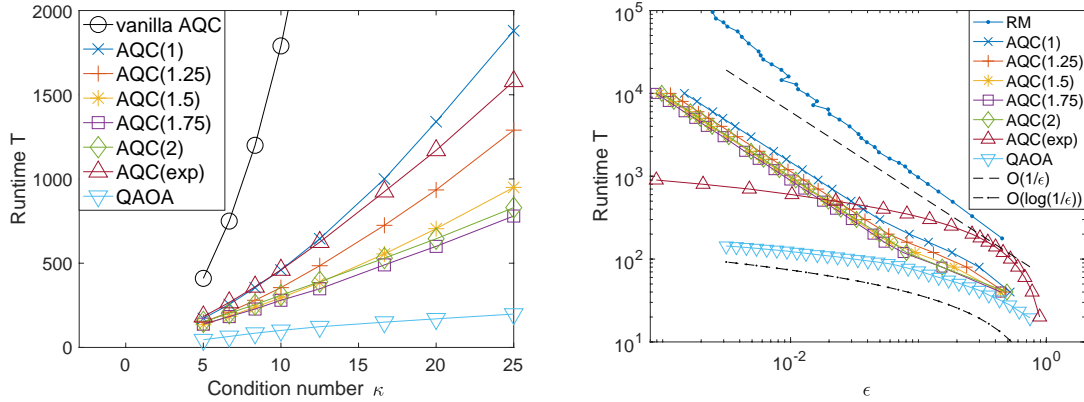 2000
1500
1000
500
0
0
5
10
15
20
25
Runtime T
Condition number κ
vanilla AQC
AQC(1)
AQC(1.25)
AQC(1.5)
AQC(1.75)
AQC(2)
AQC(exp)
QAOA
10^5
10^4
10^3
10^2
10^1
10^-2
10^-1
10^0
Runtime T
ϵ
RM
AQC(1)
AQC(1.25)
AQC(1.5)
AQC(1.75)
AQC(2)
AQC(exp)
QAOA
O(1/ϵ)
O(log(1/ϵ))